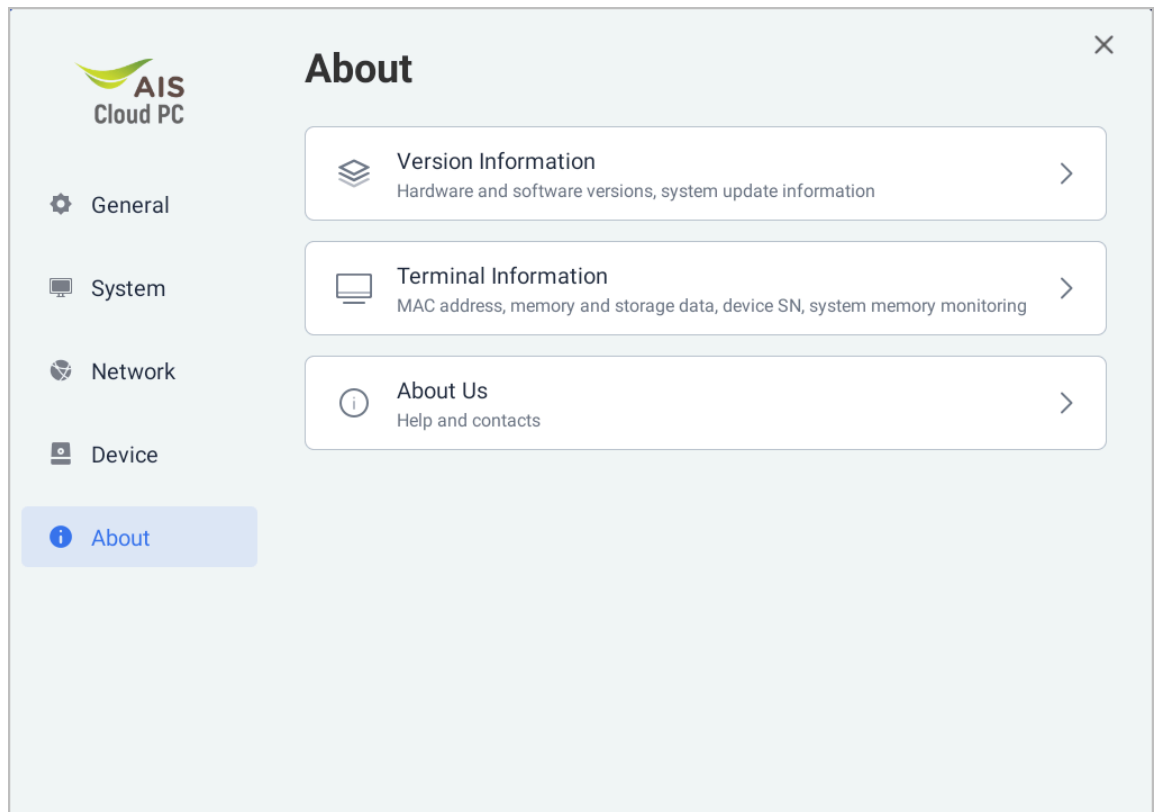 AIS
Cloud PC
General
System
Network
Device
About
About
Version Information
Hardware and software versions, system update information
Terminal Information
MAC address, memory and storage data, device SN, system memory monitoring
About Us
Help and contacts